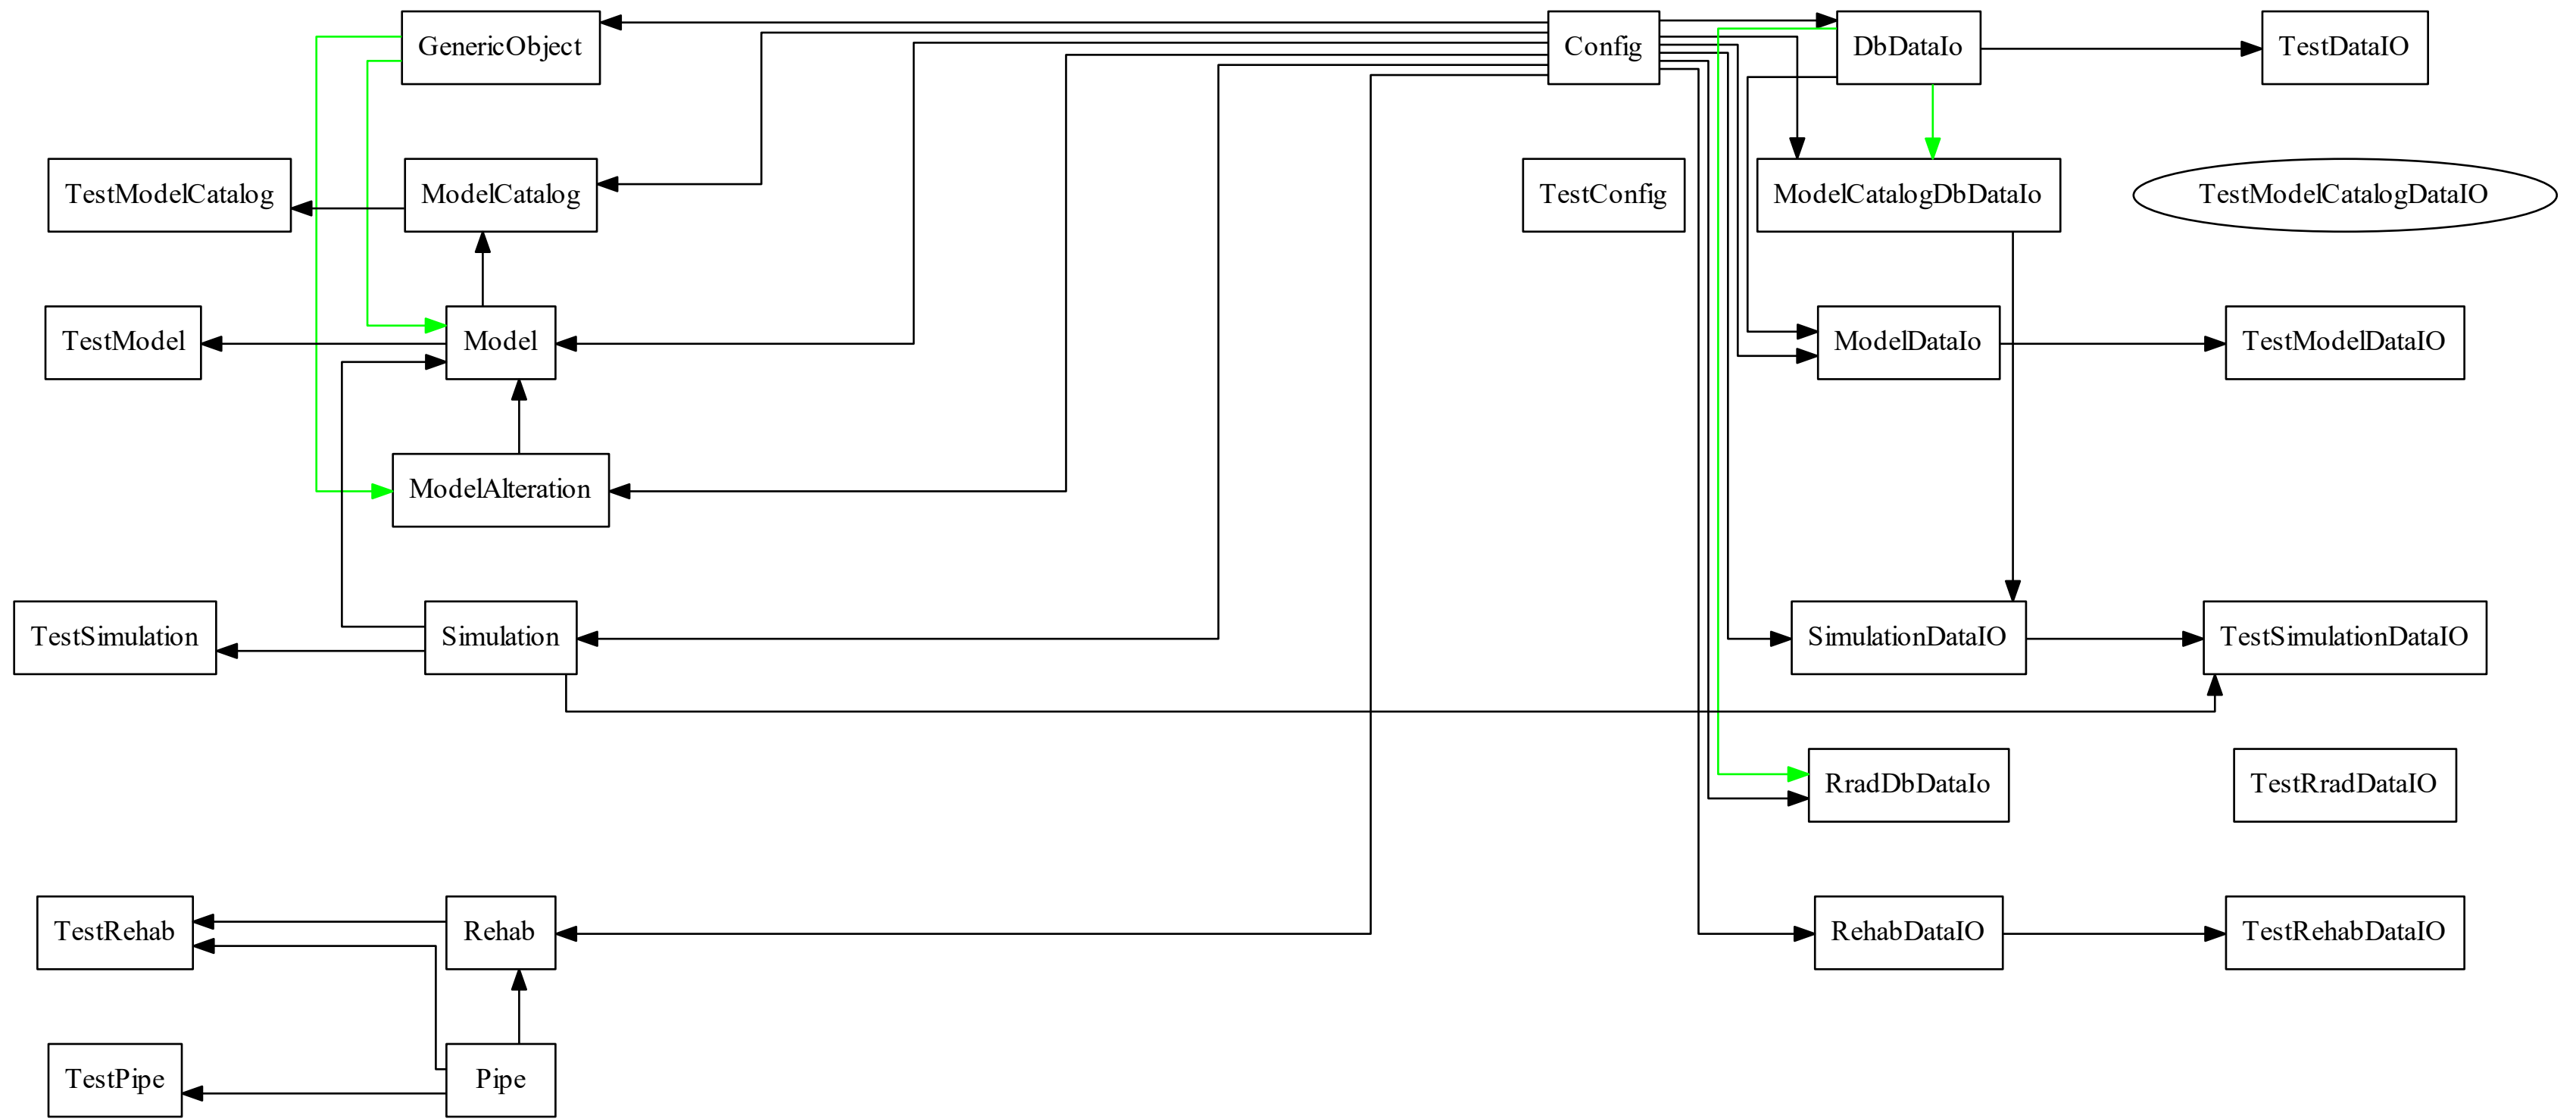 GenericObject
Config
DbDataIo
TestDataIO
TestModelCatalog
ModelCatalog
TestConfig
ModelCatalogDbDataIo
TestModelCatalogDataIO
TestModel
Model
ModelDataIo
TestModelDataIO
ModelAlteration
TestSimulation
Simulation
SimulationDataIO
TestSimulationDataIO
RradDbDataIo
TestRradDataIO
TestRehab
Rehab
RehabDataIO
TestRehabDataIO
TestPipe
Pipe